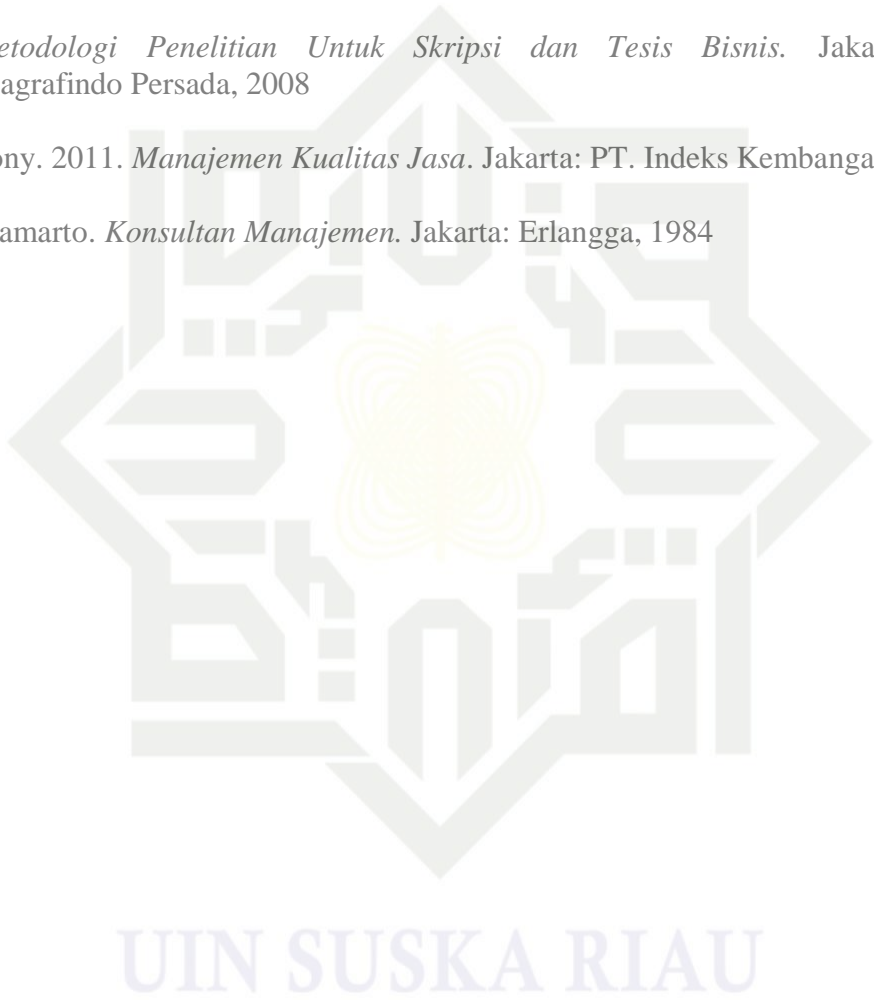 etodologi Penelitian Untuk Skripsi dan Tesis Bisnis. Jaka
agrafindo Persada, 2008
ony. 2011. Manajemen Kualitas Jasa. Jakarta: PT. Indeks Kembanga
amarto. Konsultan Manajemen. Jakarta: Erlangga, 1984
UIN SUSKA RIAU